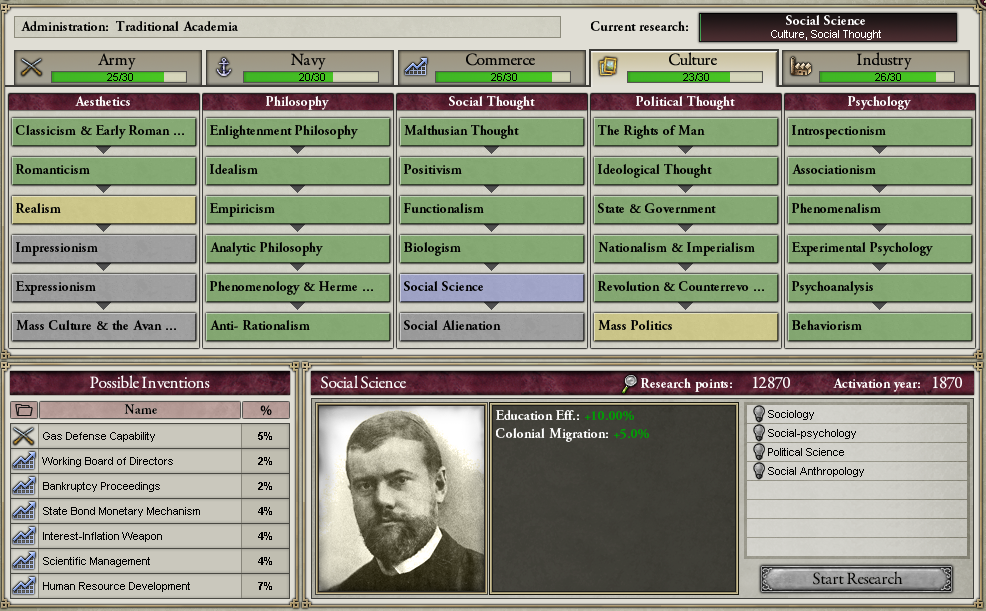 Administration: Traditional Academia
Current research:
Social Science
Culture, Social Thought
Army
25/30
Navy
20/30
Commerce
26/30
Culture
23/30
Industry
26/30
Aesthetics
Philosophy
Social Thought
Political Thought
Psychology
Classicism & Early Roman ...
Enlightenment Philosophy
Malthusian Thought
The Rights of Man
Introspectionism
Romanticism
Idealism
Positivism
Ideological Thought
Associationism
Realism
Empiricism
Functionalism
State & Government
Phenomenalism
Impressionism
Analytic Philosophy
Biologism
Nationalism & Imperialism
Experimental Psychology
Expressionism
Phenomenology & Herme ...
Social Science
Revolution & Counterrevo ...
Psychoanalysis
Mass Culture & the Avan ...
Anti- Rationalism
Social Alienation
Mass Politics
Behaviorism
Possible Inventions
Name %
Gas Defense Capability 5%
Working Board of Directors 2%
Bankruptcy Proceedings 2%
State Bond Monetary Mechanism 4%
Interest-Inflation Weapon 4%
Scientific Management 4%
Human Resource Development 7%
Social Science
Research points: 12870
Activation year: 1870
Education Eff.: +10.00%
Colonial Migration: +5.0%
Sociology
Social-psychology
Political Science
Social Anthropology
Start Research